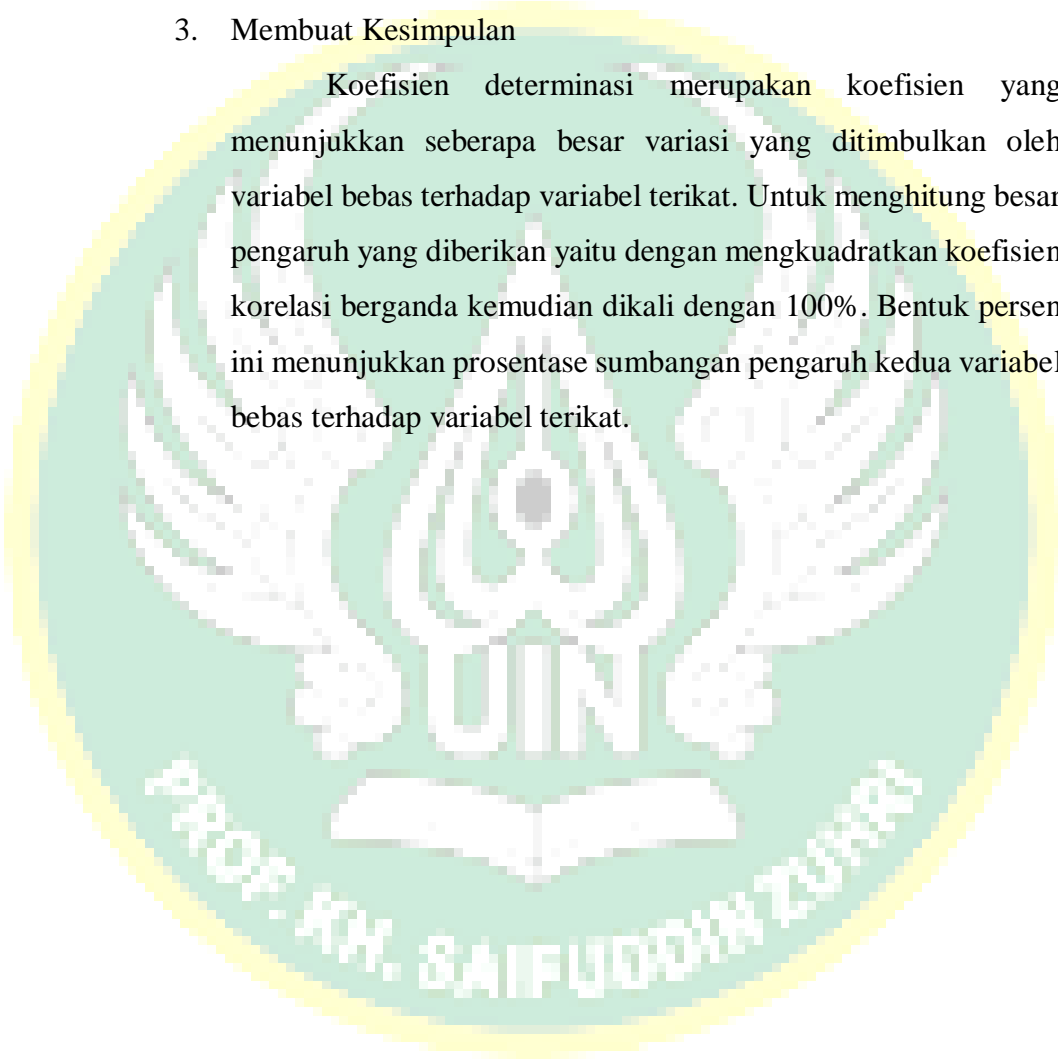 3. Membuat Kesimpulan
Koefisien determinasi merupakan koefisien yang
menunjukkan seberapa besar variasi yang ditimbulkan oleh
variabel bebas terhadap variabel terikat. Untuk menghitung besar
pengaruh yang diberikan yaitu dengan mengkuadratkan koefisien
korelasi berganda kemudian dikali dengan 100%. Bentuk persen
ini menunjukkan prosentase sumbangan pengaruh kedua variabel
bebas terhadap variabel terikat.
UIN
PROF. KH. SAIFUDDIN ZUHRI